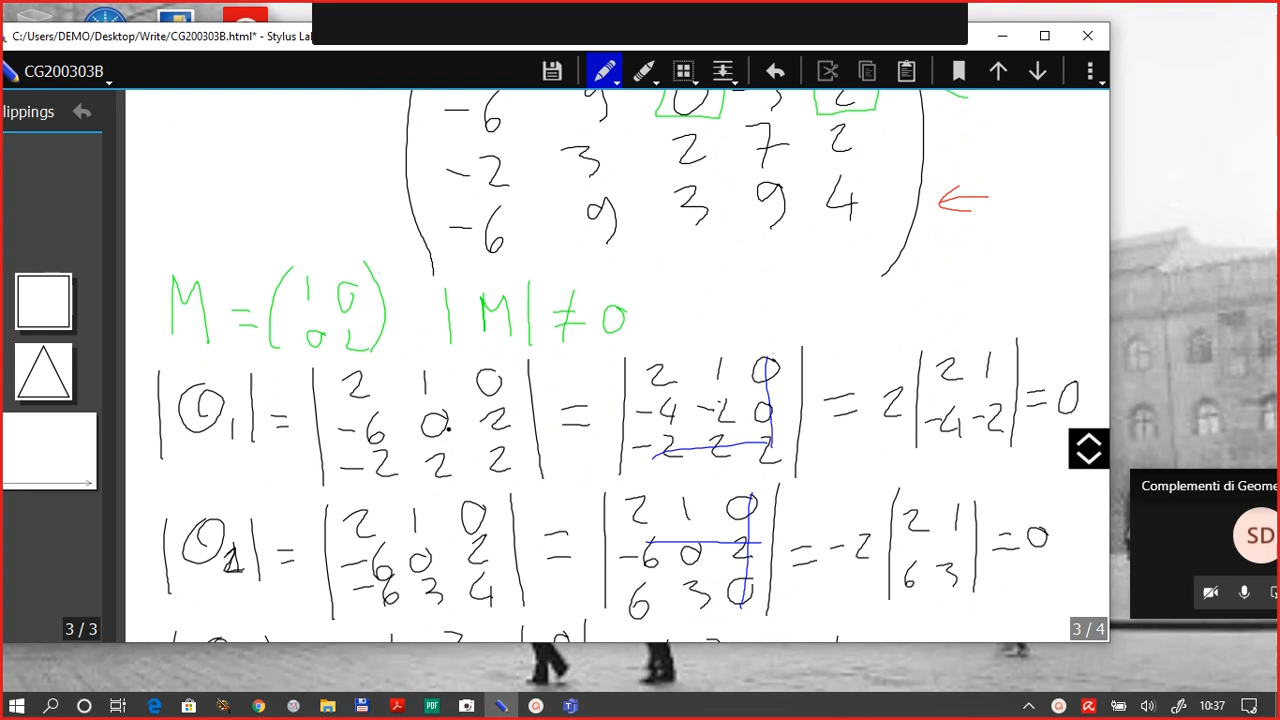 C:/Users/DEMO/Desktop/Write/CG200303B.html* - Stylus La
CG200303B
lippings
-6 9 0 -3 2
-2 3 2 7 2
-6 9 3 9 4
M = (1 0
0 2) |M| ≠ 0
|O₁| = |2 1 0| = |2 1 0| = 2 |2 1| = 0
|-6 0 2| |-4 -2 0| |-4 -2|
|-2 2 2| |-2 2 2|
Complementi di Geome
SD
|O₂| = |2 1 0| = |2 1 0| = -2 |2 1| = 0
|-6 0 2| |-6 0 2| |6 3|
|-6 3 4| |6 3 0|
3 / 3
3 / 4
PDF
10:37